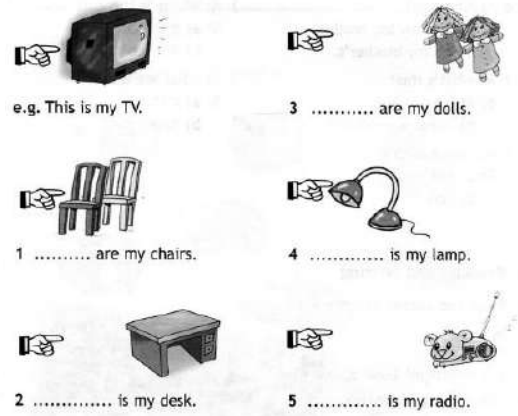 e.g. This is my TV.
1 ........... are my chairs.
2 ............. is my desk.
3 ........... are my dolls.
4 ............. is my lamp.
5 ............. is my radio.